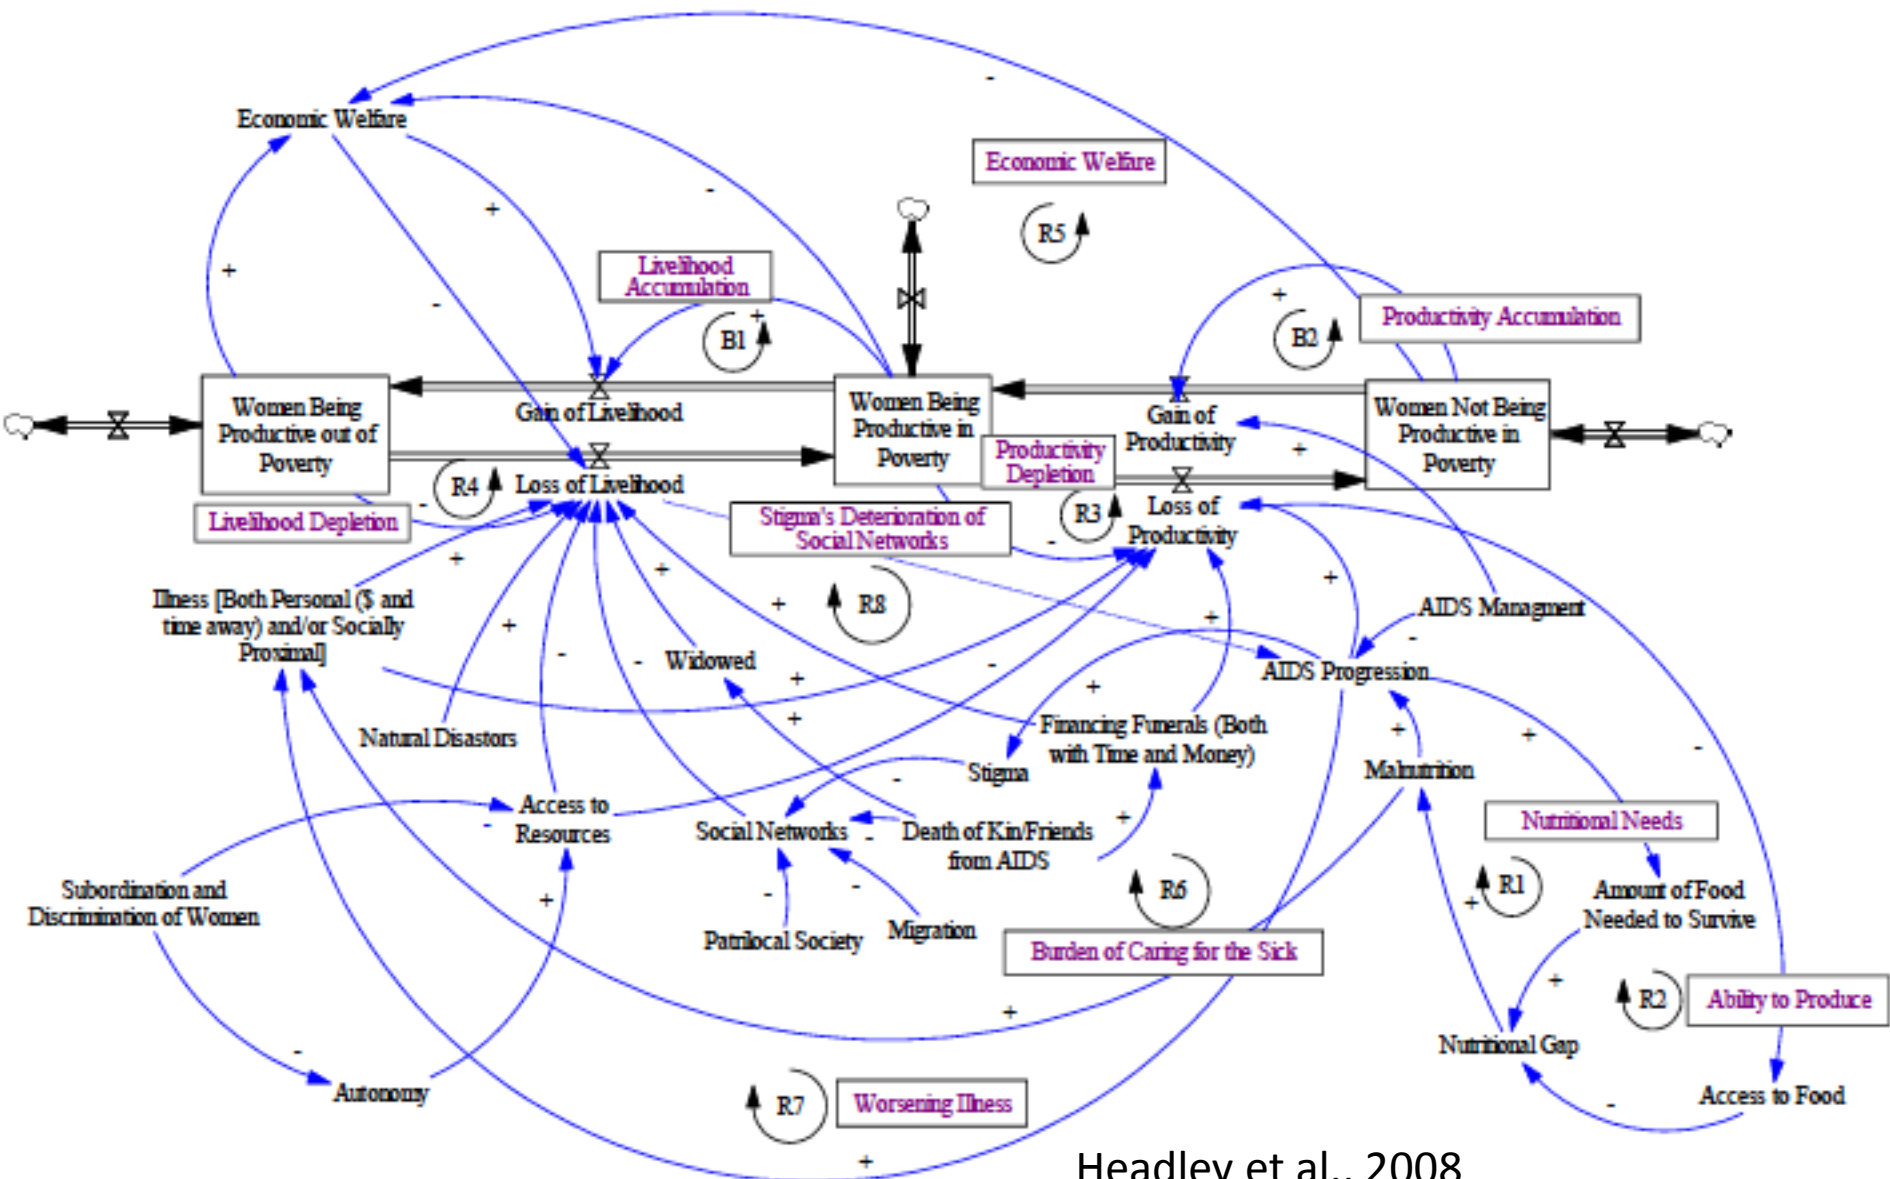 -
Economic Welfare
Economic Welfare
-
+
R5
+
Livelihood
Accumulation
+
-
B1
+
B2
Productivity Accumulation
Women Being
Productive out of
Poverty
Gain of Livelihood
Women Being
Productive in
Poverty
Gain of
Productivity
Women Not Being
Productive in
Poverty
+
Productivity
Depletion
R4
Loss of Livelihood
-
Livelihood Depletion
Stigma's Deterioration of
Social Networks
R3
Loss of
Productivity
-
+
+
+
Illness [Both Personal ($ and
time away) and/or Socially
Proximal]
+
R8
+
AIDS Managment
+
-
-
-
Widowed
-
AIDS Progression
+
+
+
Natural Disastors
Financing Funerals (Both
with Time and Money)
+
+
-
Stigma
-
Malnutrition
Access to
Resources
-
Social Networks
-
Death of Kin/Friends
from AIDS
+
Nutritional Needs
Subordination and
Discrimination of Women
+
-
-
R6
R1
+
Amount of Food
Needed to Survive
Patrilocal Society
Migration
Burden of Caring for the Sick
+
+
R2
Ability to Produce
-
Nutritional Gap
Autonomy
R7
Worsening Illness
-
Access to Food
+
Headley et al., 2008